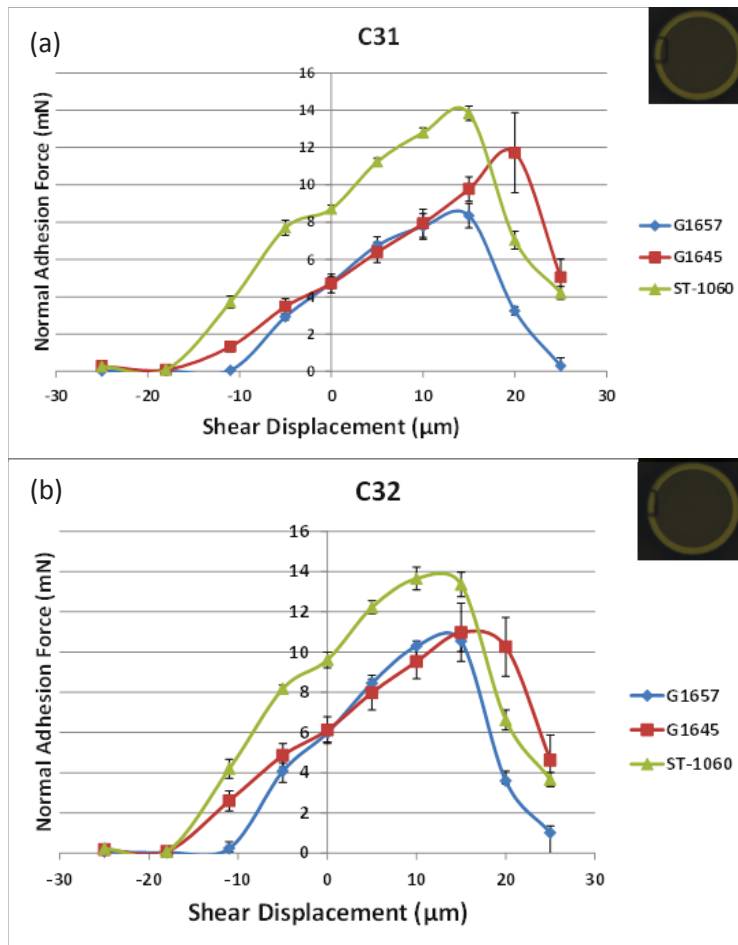 (a)
C31
Normal Adhesion Force (mN)
16
14
12
10
8
6
4
2
0
-30
-20
-10
0
10
20
30
Shear Displacement (µm)
G1657
G1645
ST-1060
(b)
C32
Normal Adhesion Force (mN)
16
14
12
10
8
6
4
2
0
-30
-20
-10
0
10
20
30
Shear Displacement (µm)
G1657
G1645
ST-1060